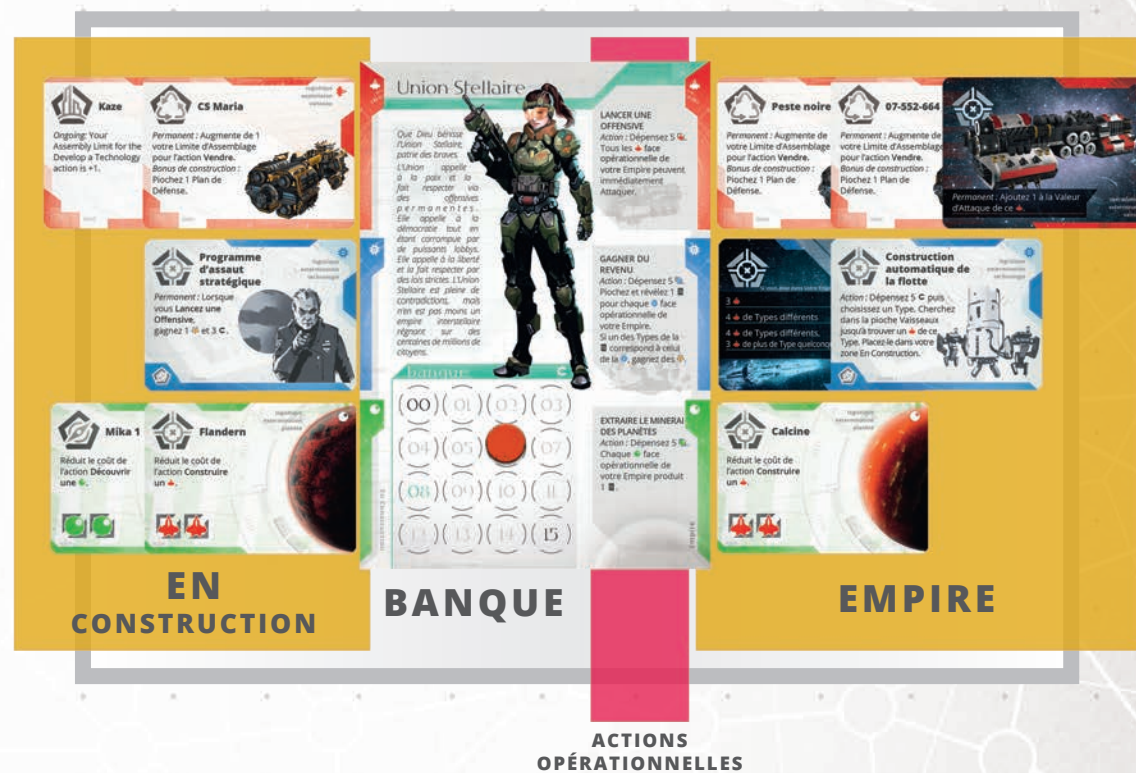 Kaze
Ongoing: Your
Assembly Limit for the
Develop a Technology
action is +1.
CS Maria
Permanent : Augmente de 1
votre Limite d'Assemblage
pour l'action Vendre.
Bonus de construction :
Piochez 1 Plan de
Défense.
Programme
d'assaut
stratégique
Permanent : Lorsque
vous Lancez une
Offensive,
gagnez 1 et 3 C.
Mika 1
Réduit le coût de
l'action Découvrir
une
Flandern
Réduit le coût de
l'action Construire
un
EN
CONSTRUCTION
Union Stellaire
Que Dieu bénisse
l'Union Stellaire,
patrie des braves.
L'Union appelle
à la paix et la
fait respecter via
des offensives
permanentes.
Elle appelle à la
démocratie tout en
étant corrompue par
de puissants lobbys.
Elle appelle à la liberté
et la fait respecter par
des lois strictes. L'Union
Stellaire est pleine de
contradictions, mais
n'en est pas moins un
empire interstellaire
régnant sur des
centaines de millions de
citoyens.
banque C
00 01 02 03
04 05 07
08 09 10 11
12 13 14 15
En Construction
LANCER UNE
OFFENSIVE
Action : Dépensez 5
Tous les face
opérationnelle de
votre Empire peuvent
immédiatement
Attaquer.
GAGNER DU
REVENU
Action : Dépensez 5
Piochez et révélez 1
pour chaque face
opérationnelle de
votre Empire.
Si un des Types de la
correspond à celui
de la , gagnez des
EXTRAIRE LE MINERAI
DES PLANÈTES
Action : Dépensez 5
Chaque face
opérationnelle de
votre Empire produit
1
Empire
BANQUE
Peste noire
Permanent : Augmente de
votre Limite d'Assemblage
pour l'action Vendre.
Bonus de construction :
Piochez 1 Plan de
Défense.
07-552-664
Permanent : Augmente de
votre Limite d'Assemblage
pour l'action Vendre.
Bonus de construction :
Piochez 1 Plan de
Défense.
Permanent : Ajoutez 1 à la Valeur
d'Attaque de ce
3
4 de Types différents
4 de Types différents,
3 de plus de Type quelconq
Construction
automatique de
la flotte
Action : Dépensez 5 C puis
choisissez un Type. Cherchez
dans la pioche Vaisseaux
jusqu'à trouver un de ce
Type. Placez-le dans votre
zone En Construction.
Calcine
Réduit le coût de
l'action Construire
un
EMPIRE
ACTIONS
OPÉRATIONNELLES